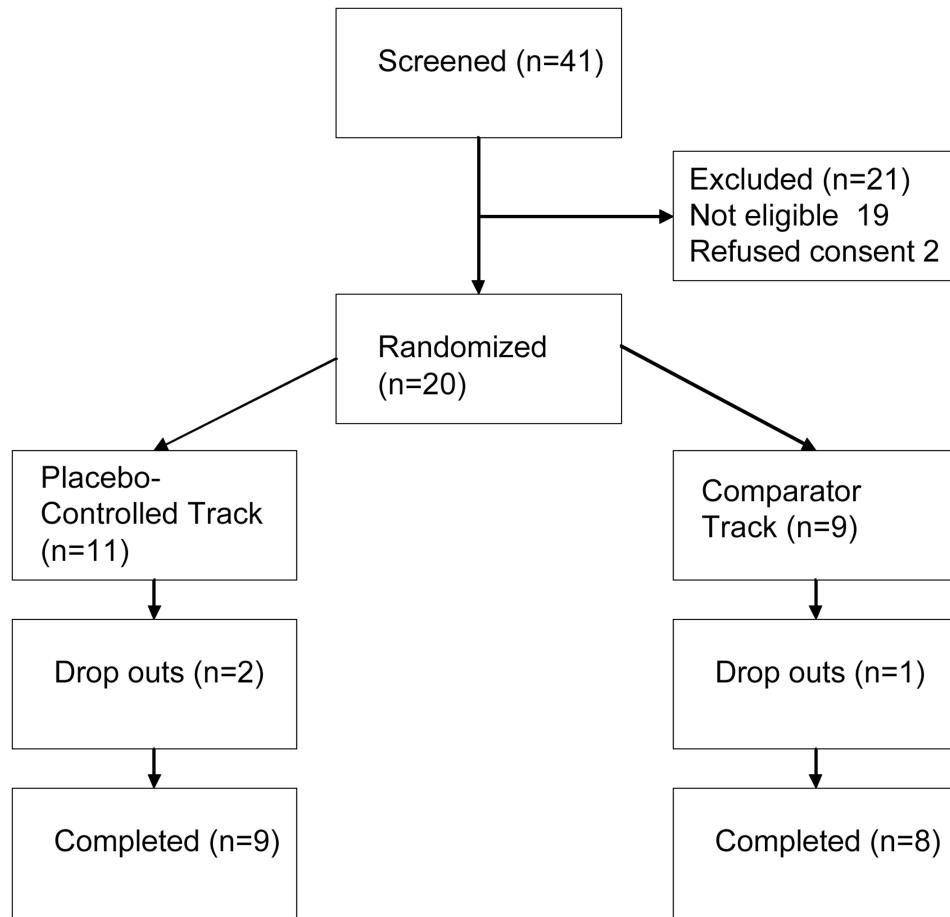 Screened (n=41)
Excluded (n=21)
Not eligible  19
Refused consent 2
Randomized
(n=20)
Placebo-
Controlled Track
(n=11)
Comparator
Track (n=9)
Drop outs (n=2)
Drop outs (n=1)
Completed (n=9)
Completed (n=8)